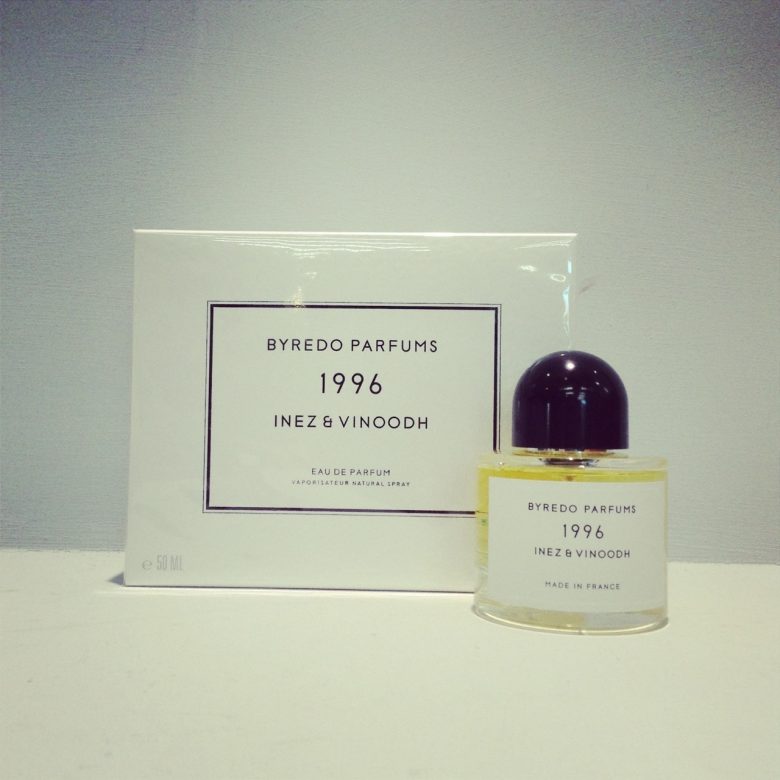 BYREDO PARFUMS
1996
INEZ & VINOODH
EAU DE PARFUM
VAPORISATEUR NATURAL SPRAY
℮ 50 ML
BYREDO PARFUMS
1996
INEZ & VINOODH
MADE IN FRANCE